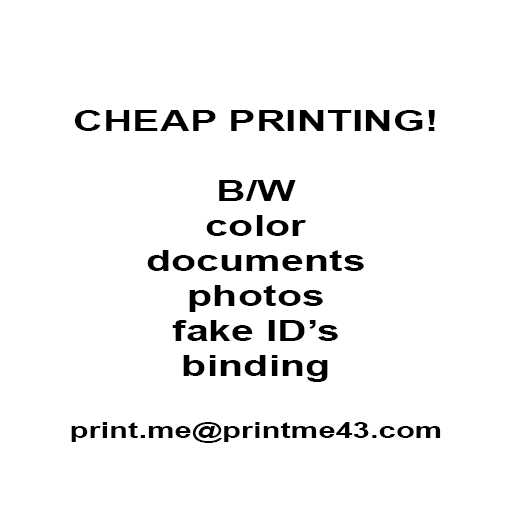 CHEAP PRINTING!
B/W
color
documents
photos
fake ID’s
binding
print.me@printme43.com